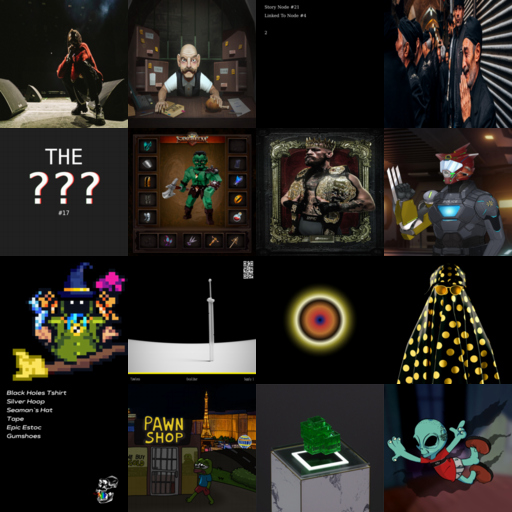 Story Node #21
Linked To Node #4
2
THE
???
#17
Black Holes Tshirt
Silver Hoop
Seaman's Hat
Tape
Epic Estoc
Gumshoes
PAWN
SHOP